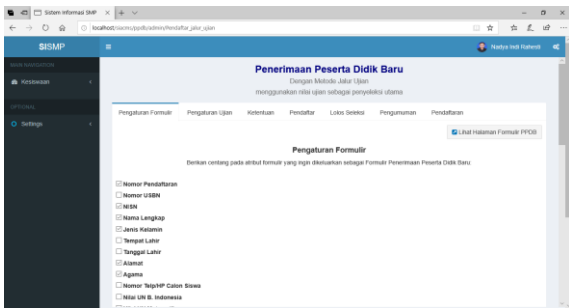 Sistem Informasi SMP
localhost/siacms/ppdb/admin/Pendaftar_jalur_ujian
SISMP
Nadya Indi Rafendi
MAIN NAVIGATION
Kesiswaan
OPTIONAL
Settings
Penerimaan Peserta Didik Baru
Dengan Metode Jalur Ujian
menggunakan nilai ujian sebagai penyeleksi utama
Pengaturan Formulir Pengaturan Ujian Ketentuan Pendaftar Lolos Seleksi Pengumuman Pendaftaran
Lihat Halaman Formulir PPDB
Pengaturan Formulir
Berikan centang pada atribut formulir yang ingin dikeluarkan sebagai Formulir Penerimaan Peserta Didik Baru
Nomor Pendaftaran
Nomor USBN
NISN
Nama Lengkap
Jenis Kelamin
Tempat Lahir
Tanggal Lahir
Alamat
Agama
Nomor Telp/HP Calon Siswa
Nilai UN B. Indonesia